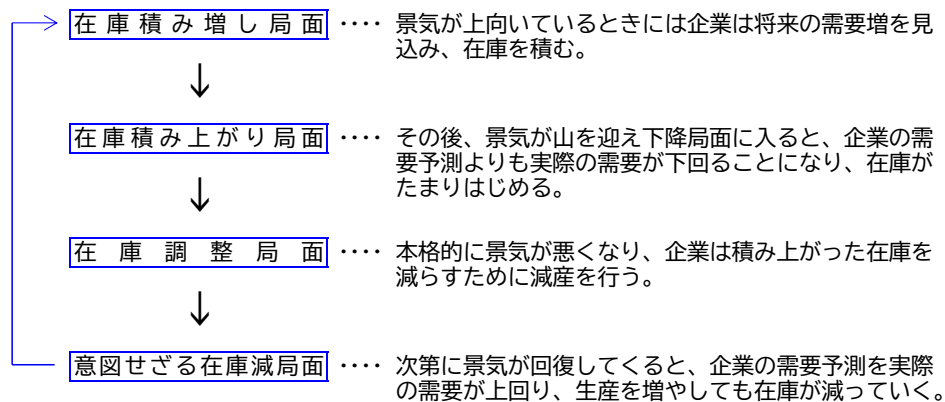 在庫積み増し局面 ‥‥ 景気が上向いているときには企業は将来の需要増を見
込み、在庫を積む。
↓
在庫積み上がり局面 ‥‥ その後、景気が山を迎え下降局面に入ると、企業の需
要予測よりも実際の需要が下回ることになり、在庫が
たまりはじめる。
↓
在庫調整局面 ‥‥ 本格的に景気が悪くなり、企業は積み上がった在庫を
減らすために減産を行う。
↓
意図せざる在庫減局面 ‥‥ 次第に景気が回復してくると、企業の需要予測を実際
の需要が上回り、生産を増やしても在庫が減っていく。